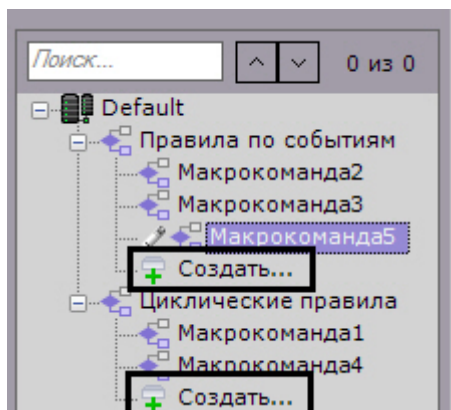 Поиск... 0 из 0
Default
Правила по событиям
Макрокоманда2
Макрокоманда3
Макрокоманда5
Создать...
Циклические правила
Макрокоманда1
Макрокоманда4
Создать...